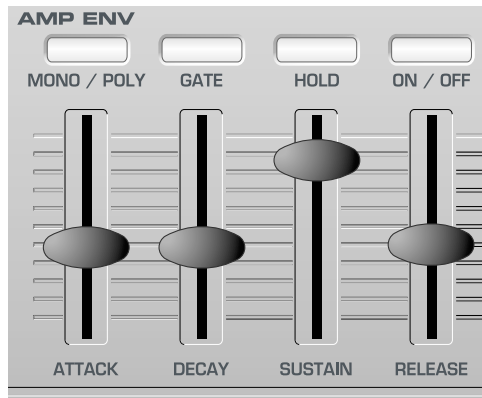 AMP ENV
MONO / POLY GATE HOLD ON / OFF
ATTACK DECAY SUSTAIN RELEASE